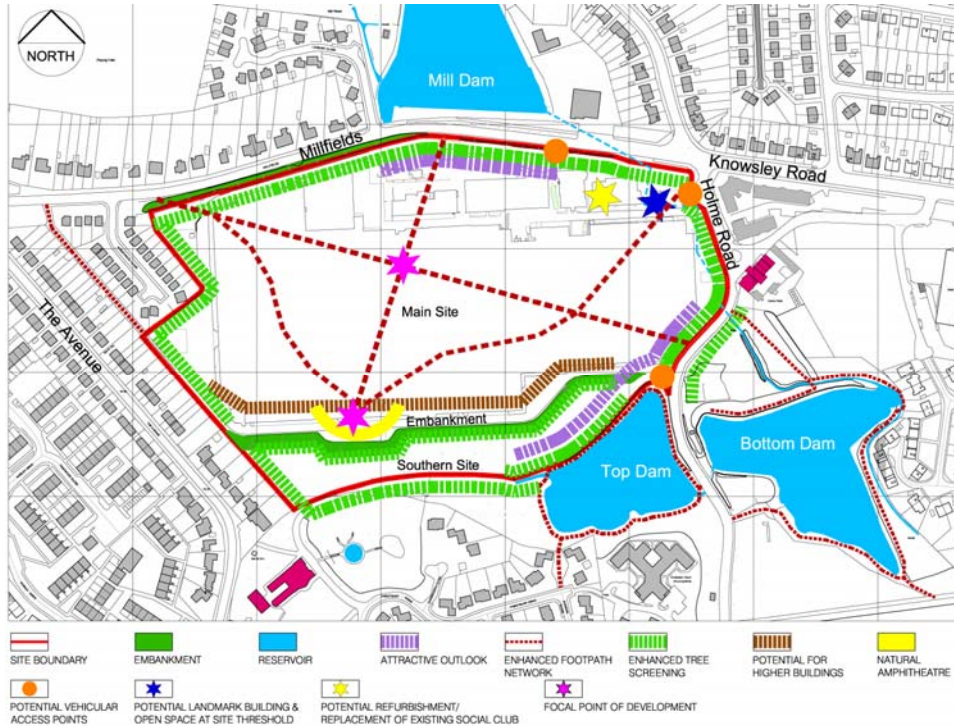 NORTH
Mill Dam
Millfields
Knowsley Road
Holme Road
Main Site
The Avenue
Embankment
Southern Site
Top Dam
Bottom Dam
SITE BOUNDARY
EMBANKMENT
RESERVOIR
ATTRACTIVE OUTLOOK
ENHANCED FOOTPATH
NETWORK
ENHANCED TREE
SCREENING
POTENTIAL FOR
HIGHER BUILDINGS
NATURAL
AMPHITHEATRE
POTENTIAL VEHICULAR
ACCESS POINTS
POTENTIAL LANDMARK BUILDING &
OPEN SPACE AT SITE THRESHOLD
POTENTIAL REFURBISHMENT/
REPLACEMENT OF EXISTING SOCIAL CLUB
FOCAL POINT OF DEVELOPMENT